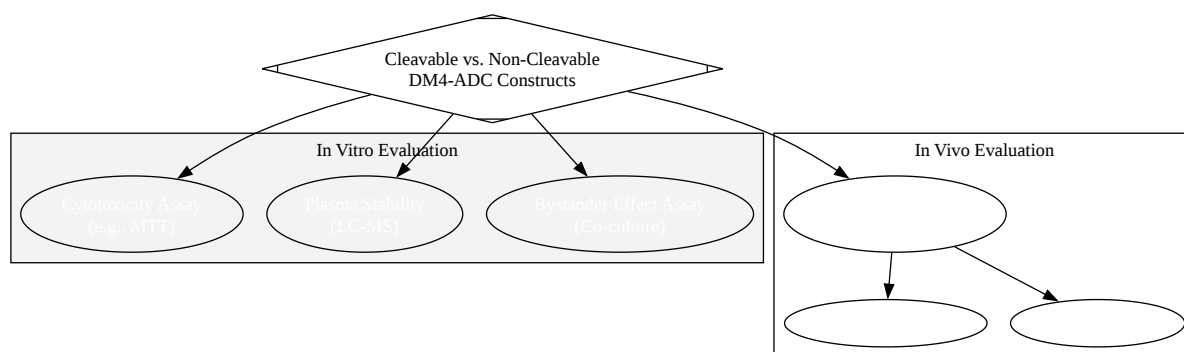 Cleavable vs. Non-Cleavable
DM4-ADC Constructs
In Vitro Evaluation
In Vivo Evaluation
Cytotoxicity Assay
(e.g., MTT)
Plasma Stability
(LC-MS)
Bystander Effect Assay
(Co-culture)